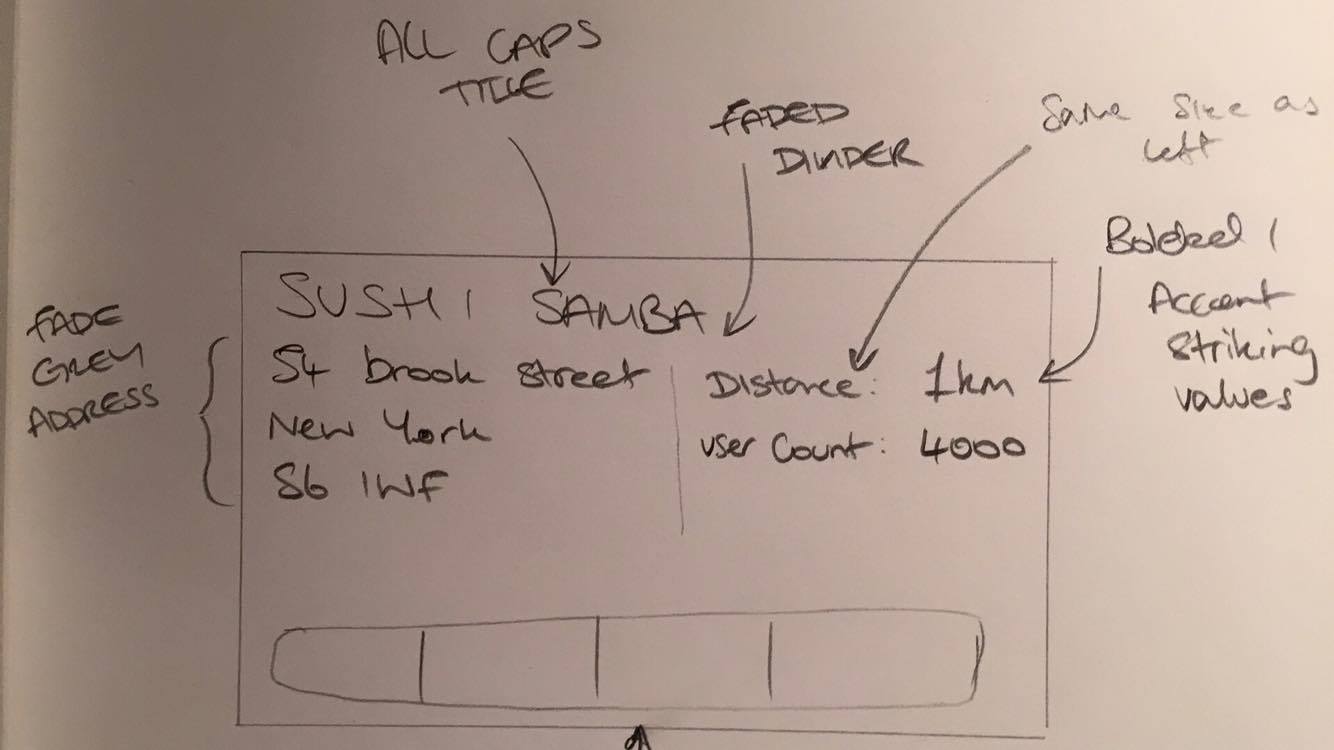 ALL CAPS
TITLE
FADED
DIVIDER
Same size as
left
Bolded /
Accent
striking
values
FADE
GREY
ADDRESS
SUSHI SAMBA
54 brook street
New York
S6 1WF
Distance: 1km
user Count: 4000